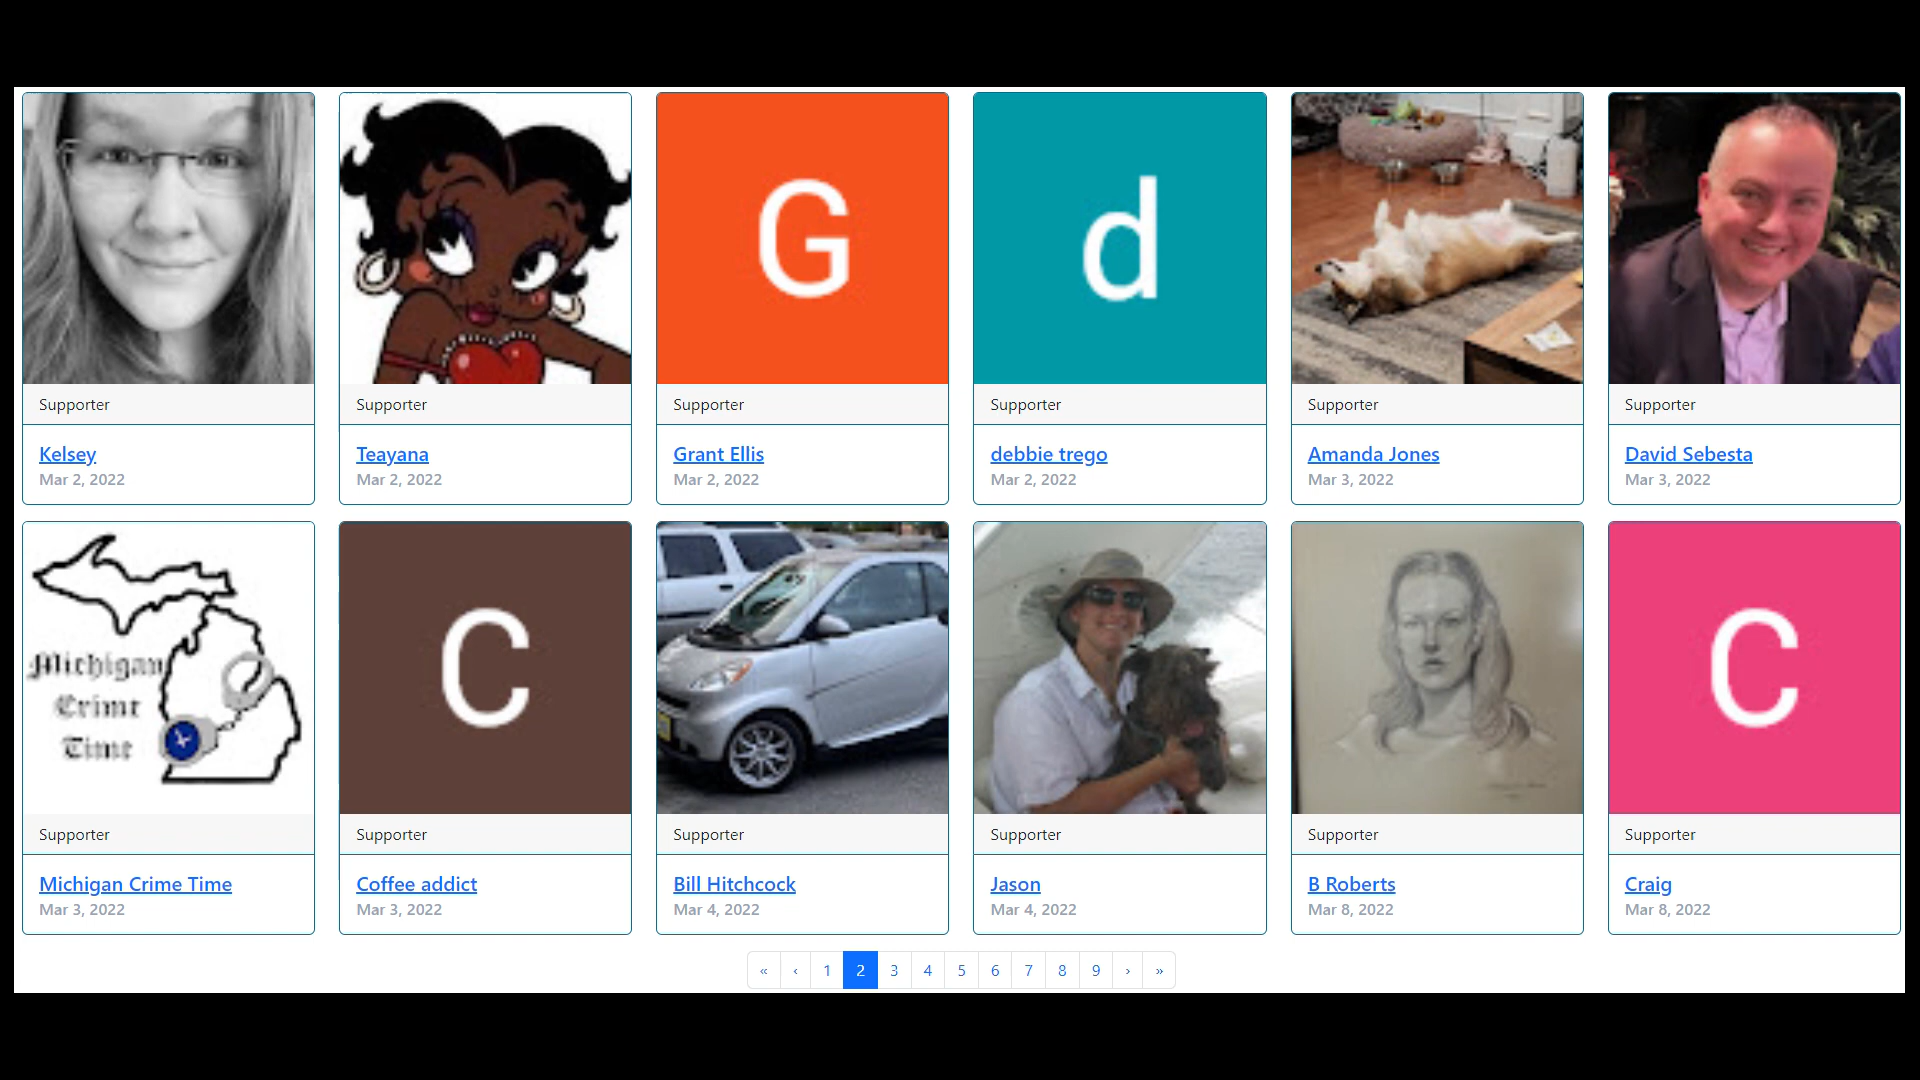 G
d
Supporter
Supporter
Supporter
Supporter
Supporter
Supporter
Kelsey
Teayana
Grant Ellis
debbie trego
Amanda Jones
David Sebesta
Mar 2, 2022
Mar 2, 2022
Mar 2, 2022
Mar 2, 2022
Mar 3, 2022
Mar 3, 2022
Michigan
Crime
Time
C
C
Supporter
Supporter
Supporter
Supporter
Supporter
Supporter
Michigan Crime Time
Coffee addict
Bill Hitchcock
Jason
B Roberts
Craig
Mar 3, 2022
Mar 3, 2022
Mar 4, 2022
Mar 4, 2022
Mar 8, 2022
Mar 8, 2022
« ‹ 1 2 3 4 5 6 7 8 9 › »